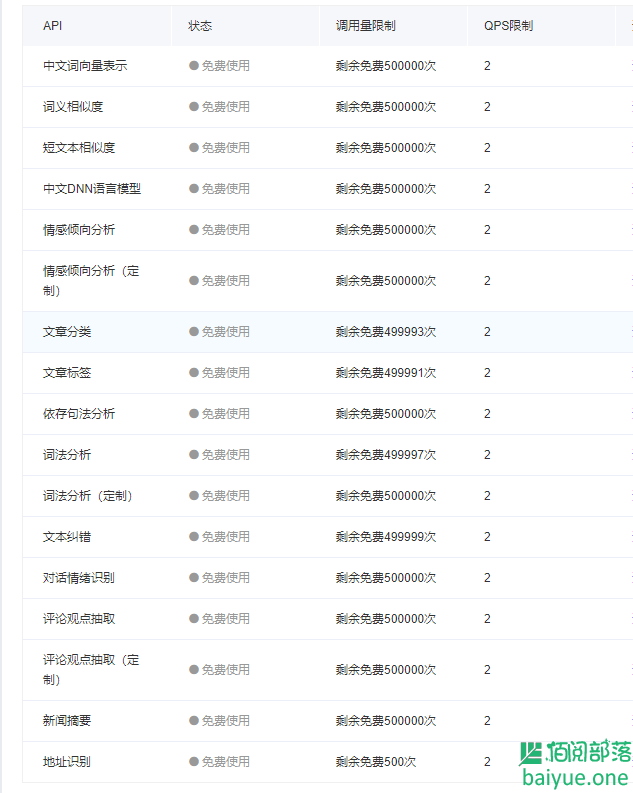 API 状态 调用量限制 QPS限制
中文词向量表示 免费使用 剩余免费500000次 2
词义相似度 免费使用 剩余免费500000次 2
短文本相似度 免费使用 剩余免费500000次 2
中文DNN语言模型 免费使用 剩余免费500000次 2
情感倾向分析 免费使用 剩余免费500000次 2
情感倾向分析（定
制） 免费使用 剩余免费500000次 2
文章分类 免费使用 剩余免费499993次 2
文章标签 免费使用 剩余免费499991次 2
依存句法分析 免费使用 剩余免费500000次 2
词法分析 免费使用 剩余免费499997次 2
词法分析（定制） 免费使用 剩余免费500000次 2
文本纠错 免费使用 剩余免费499999次 2
对话情绪识别 免费使用 剩余免费500000次 2
评论观点抽取 免费使用 剩余免费500000次 2
评论观点抽取（定
制） 免费使用 剩余免费500000次 2
新闻摘要 免费使用 剩余免费500000次 2
地址识别 免费使用 剩余免费500次 2
佰阅部落
baiyue.one